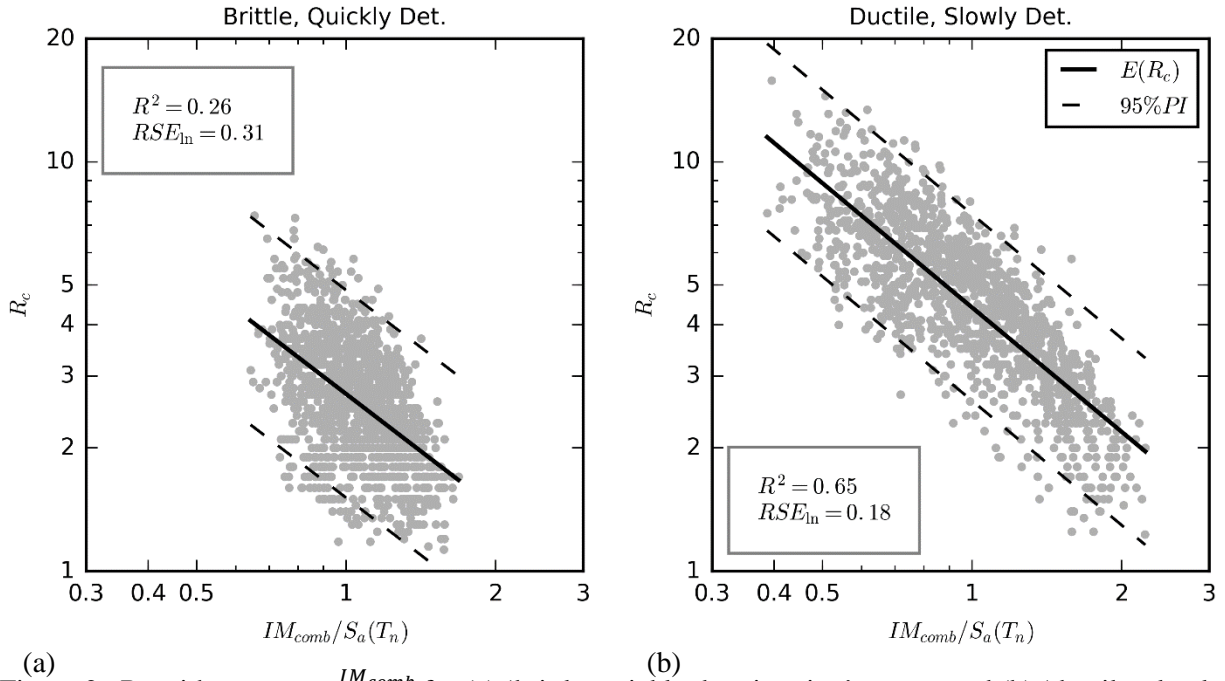 Brittle, Quickly Det.
20
10
5
4
3
2
1
R_c
R² = 0.26
RSE_ln = 0.31
0.3 0.4 0.5 1 2 3
IM_comb/S_a(T_n)
(a)
Ductile, Slowly Det.
20
10
5
4
3
2
1
R_c
E(R_c)
95%PI
R² = 0.65
RSE_ln = 0.18
0.3 0.4 0.5 1 2 3
IM_comb/S_a(T_n)
(b)
IM_comb